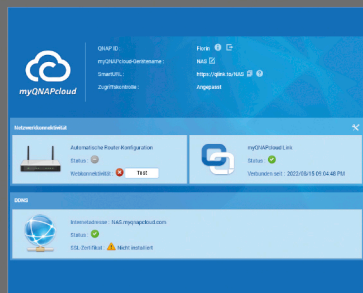 QNAP ID : Florin
myQNAPcloud-Gerätename : NAS
SmartURL : https://qlink.to/NAS
Zugriffskontrolle : Angepasst
myQNAPcloud
Netzwerkkonnektivität
Automatische Router-Konfiguration
Status :
Webkonnektivität : Test
myQNAPcloud Link
Status :
Verbunden seit : 2022/08/15 09:04:46 PM
DDNS
Internetadresse : NAS.myqnapcloud.com
Status :
SSL-Zertifikat : Nicht installiert